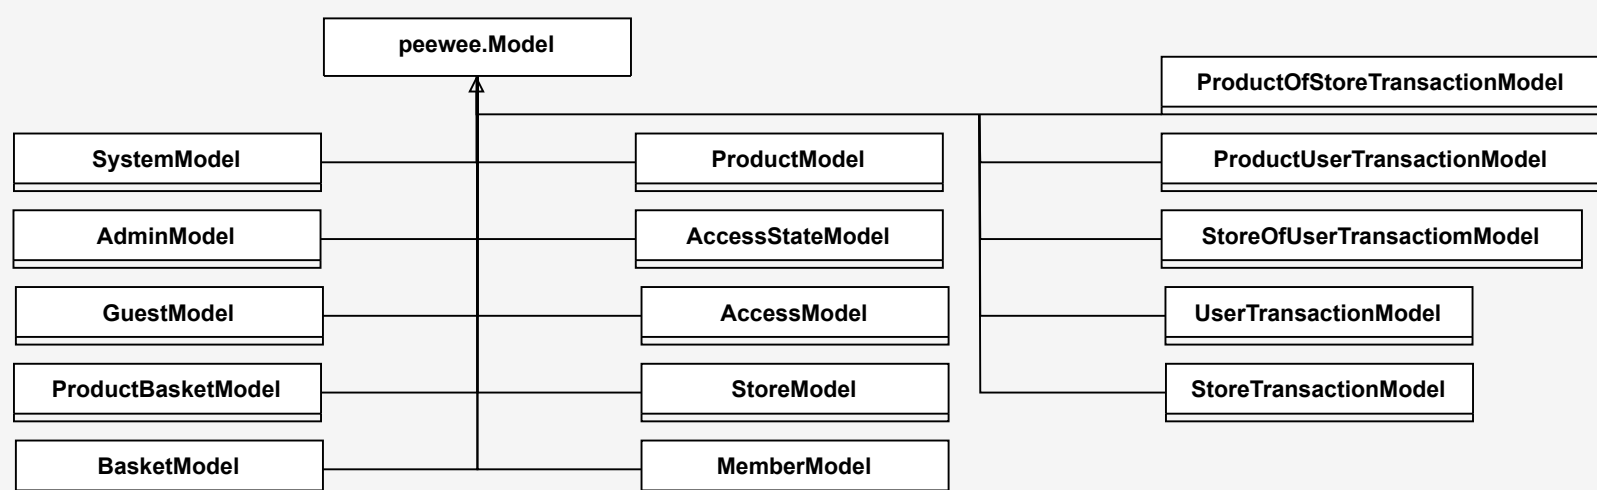 peewee.Model
ProductOfStoreTransactionModel
SystemModel
ProductModel
ProductUserTransactionModel
AdminModel
AccessStateModel
StoreOfUserTransactiomModel
GuestModel
AccessModel
UserTransactionModel
ProductBasketModel
StoreModel
StoreTransactionModel
BasketModel
MemberModel